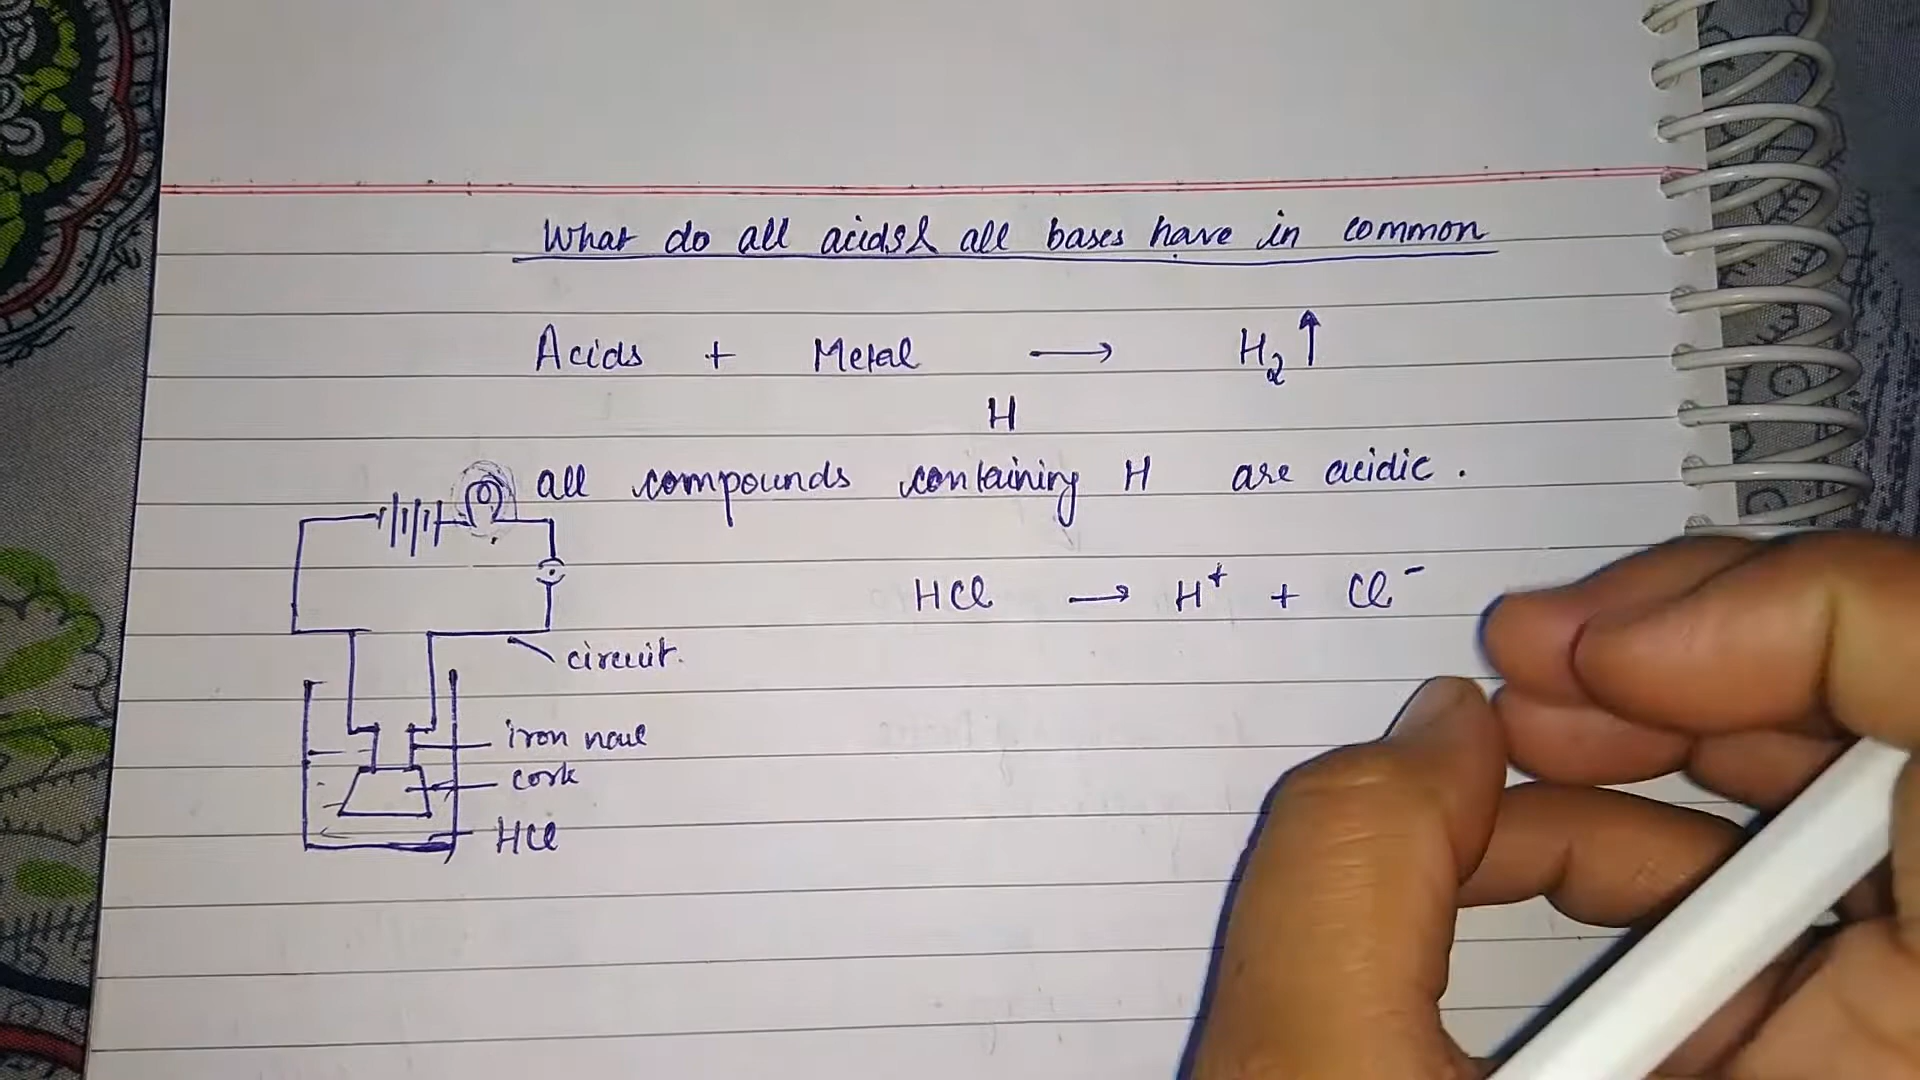 What do all acids & all bases have in common
Acids + Metal → H₂↑
H
all compounds containing H are acidic.
HCl → H⁺ + Cl⁻
circuit.
iron nail
cork
HCl